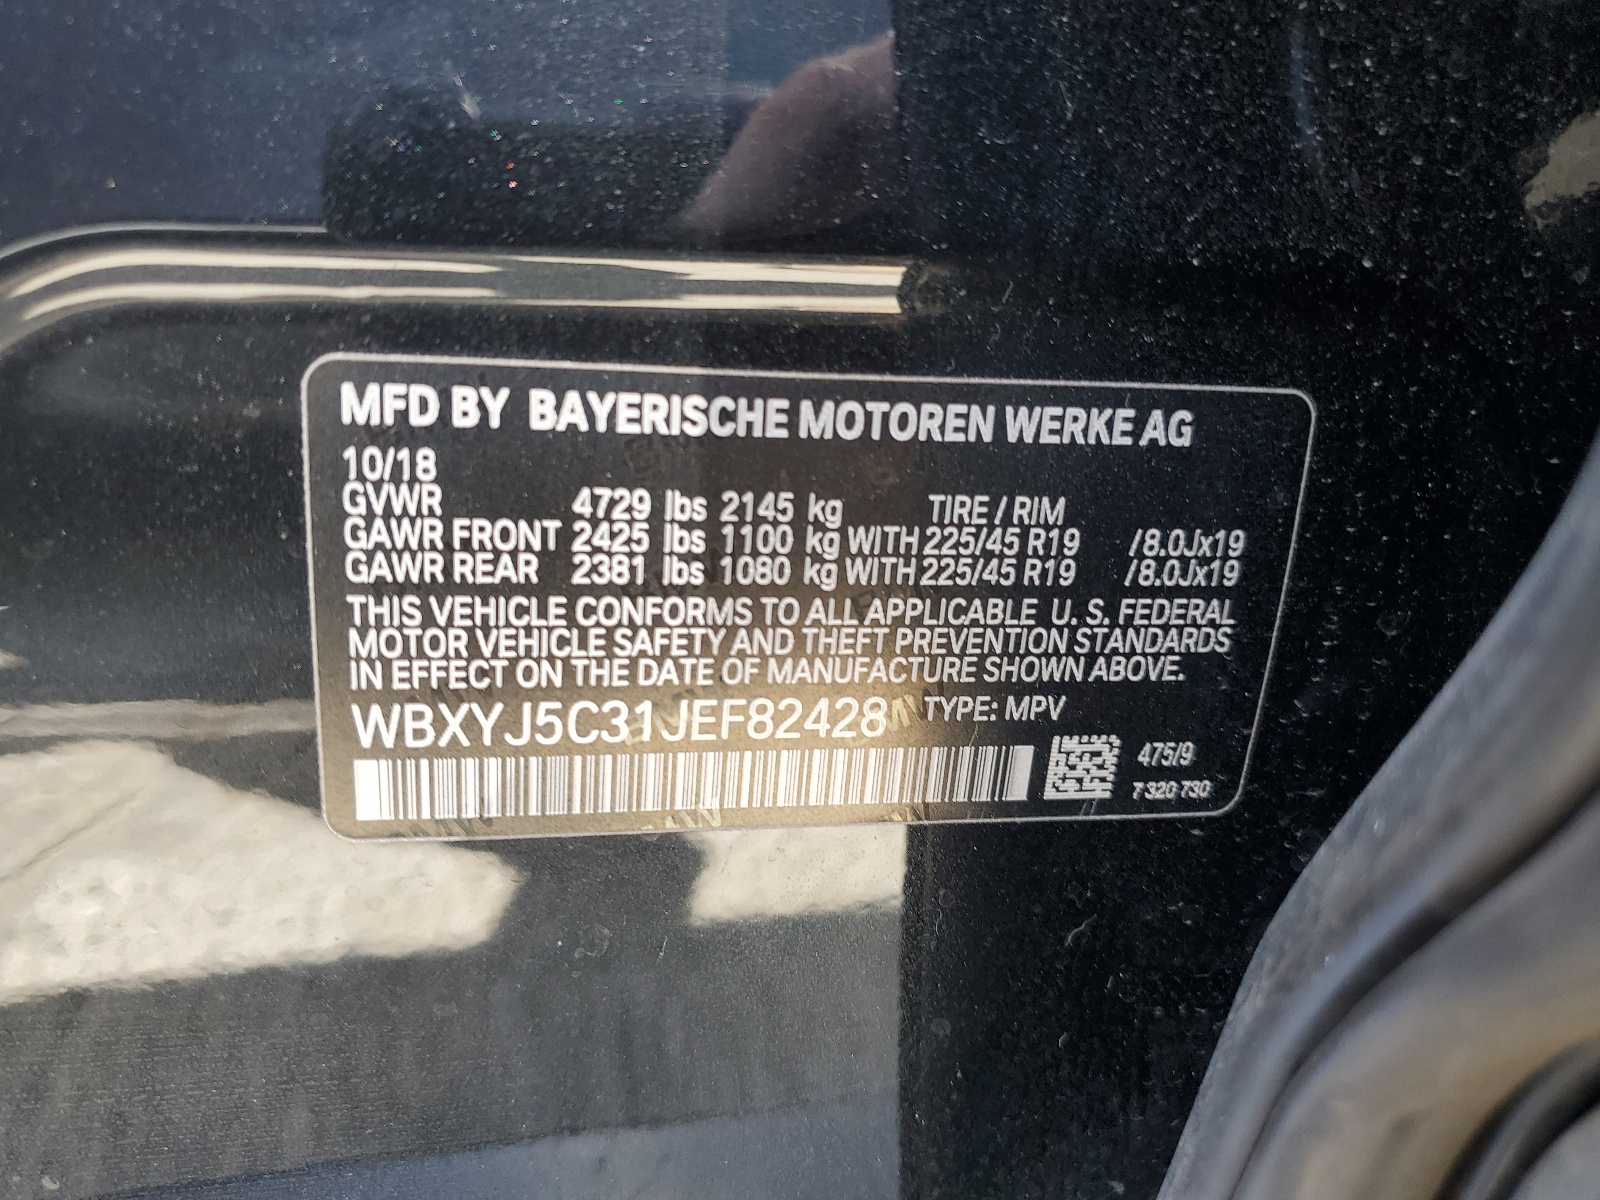 MFD BY BAYERISCHE MOTOREN WERKE AG
10/18
GVWR 4729 lbs 2145 kg TIRE / RIM
GAWR FRONT 2425 lbs 1100 kg WITH 225/45 R19 /8.0Jx19
GAWR REAR 2381 lbs 1080 kg WITH 225/45 R19 /8.0Jx19
THIS VEHICLE CONFORMS TO ALL APPLICABLE U. S. FEDERAL
MOTOR VEHICLE SAFETY AND THEFT PREVENTION STANDARDS
IN EFFECT ON THE DATE OF MANUFACTURE SHOWN ABOVE.
WBXYJ5C31JEF82428 TYPE: MPV
475/9
7 320 730